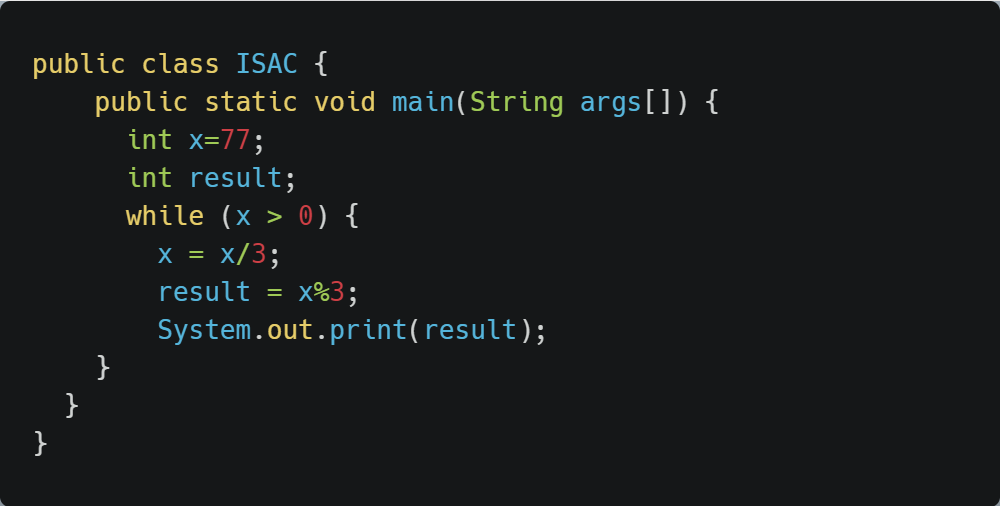 public class ISAC {
    public static void main(String args[]) {
      int x=77;
      int result;
      while (x > 0) {
        x = x/3;
        result = x%3;
        System.out.print(result);
    }
  }
}